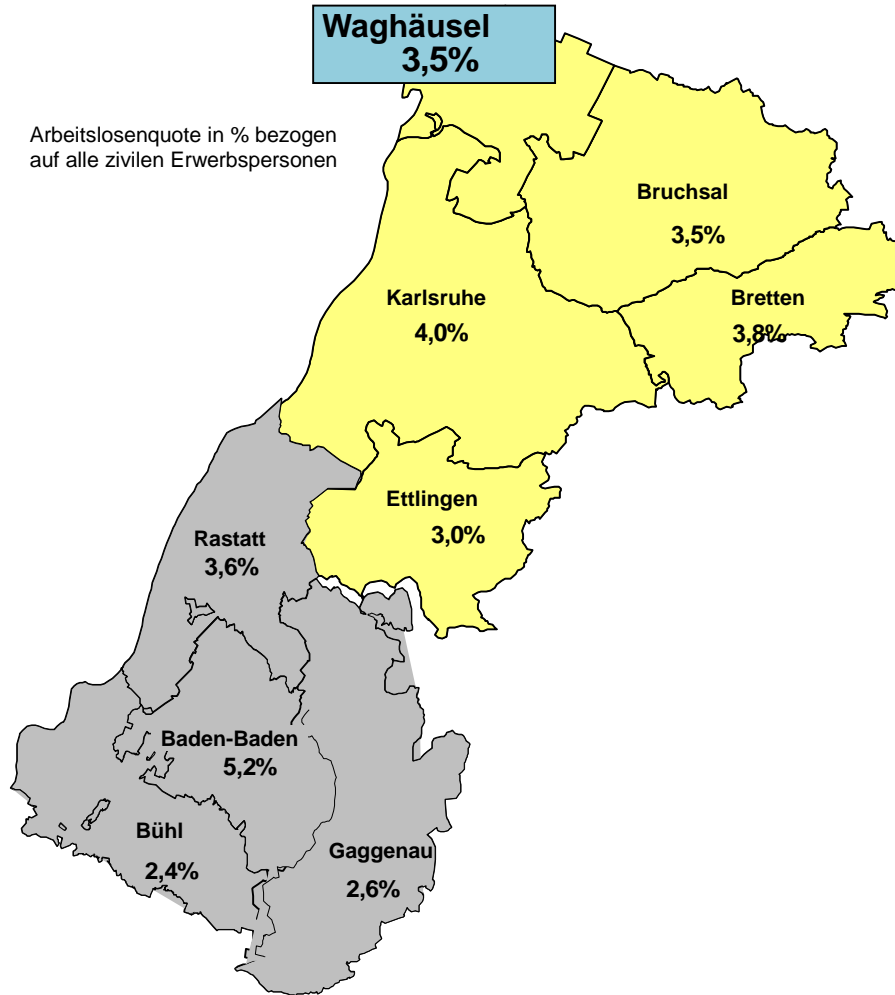 Waghäusel
3,5%
Arbeitslosenquote in % bezogen
auf alle zivilen Erwerbspersonen
Bruchsal
3,5%
Karlsruhe
4,0%
Bretten
3,8%
Ettlingen
3,0%
Rastatt
3,6%
Baden-Baden
5,2%
Bühl
2,4%
Gaggenau
2,6%